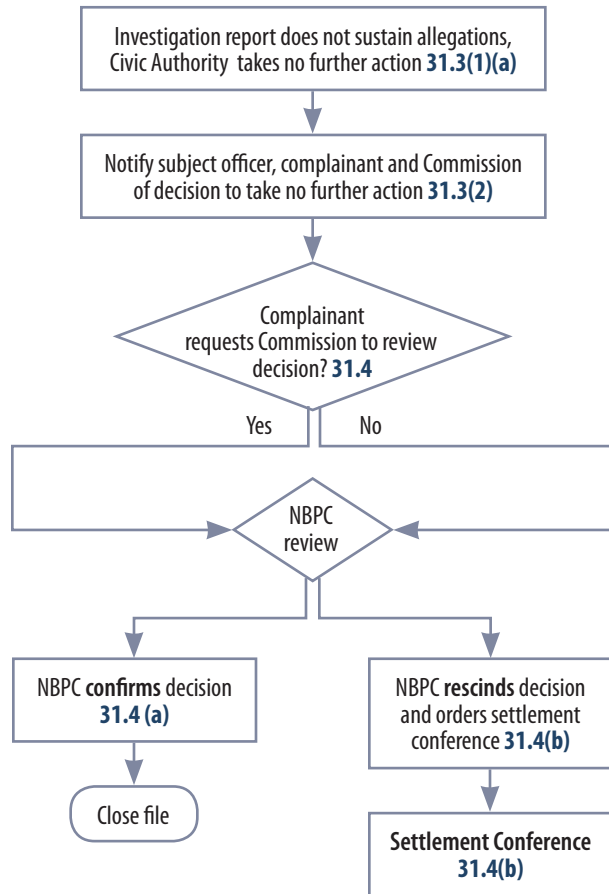 Investigation report does not sustain allegations,
Civic Authority takes no further action 31.3(1)(a)
Notify subject officer, complainant and Commission
of decision to take no further action 31.3(2)
Complainant
requests Commission to review
decision? 31.4
Yes
No
NBPC
review
NBPC confirms decision
31.4 (a)
NBPC rescinds decision
and orders settlement
conference 31.4(b)
Close file
Settlement Conference
31.4(b)